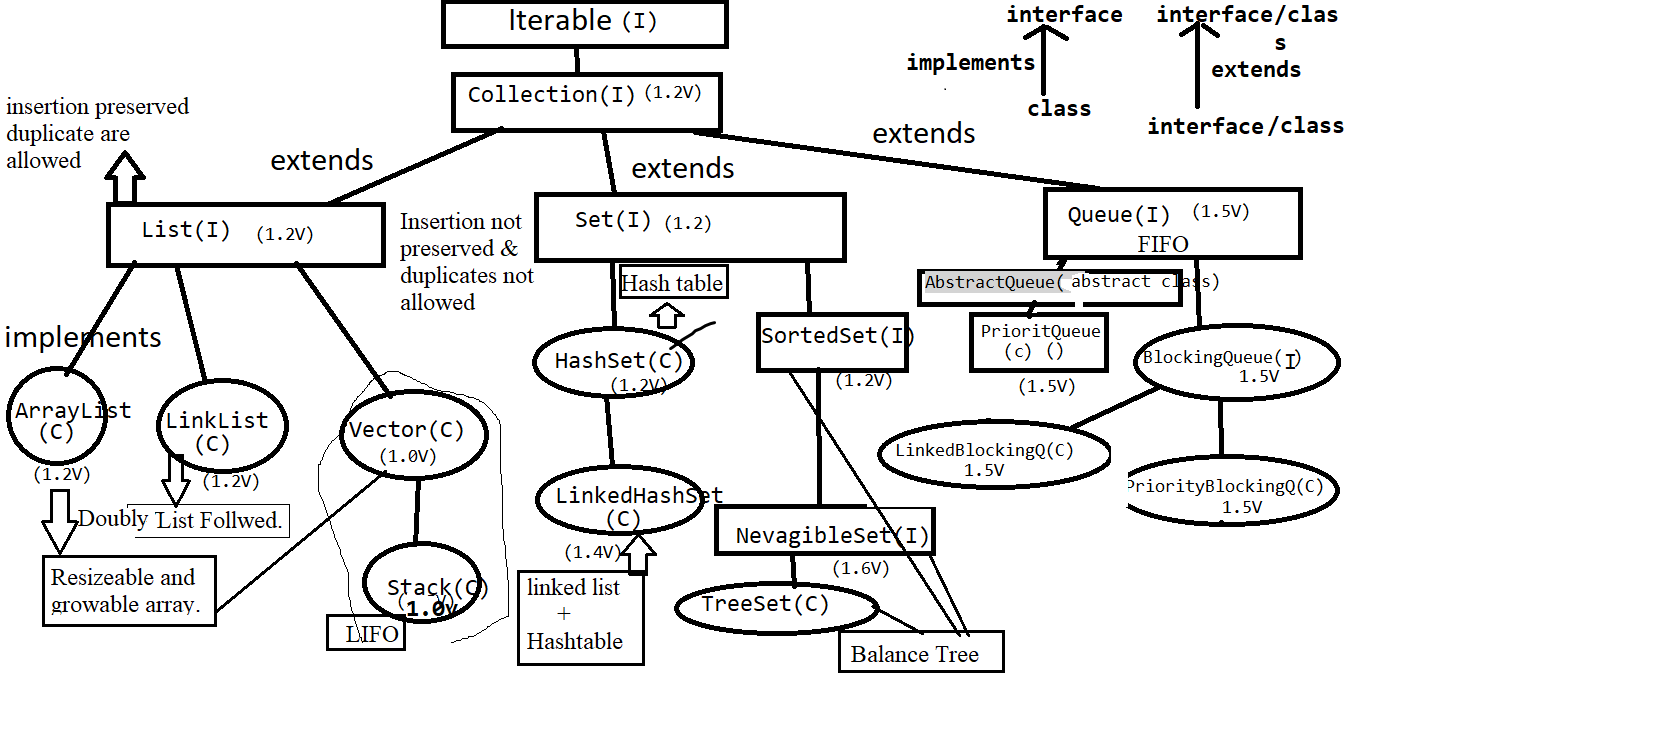 Iterable (I)
interface
interface/clas
s
implements
extends
class
interface/class
Collection(I) (1.2V)
insertion preserved
duplicate are
allowed
extends
extends
extends
List(I) (1.2V)
Insertion not
preserved &
duplicates not
allowed
Set(I) (1.2)
Queue(I) (1.5V)
FIFO
Hash table
AbstractQueue( abstract class)
implements
HashSet(C)
(1.2V)
SortedSet(I)
(1.2V)
PrioritQueue
(c) ()
(1.5V)
BlockingQueue(I)
1.5V
ArrayList
(C)
(1.2V)
LinkList
(C)
(1.2V)
Vector(C)
(1.0V)
LinkedBlockingQ(C)
1.5V
PriorityBlockingQ(C)
1.5V
LinkedHashSet
(C)
(1.4V)
Doubly List Follwed.
NevagibleSet(I)
(1.6V)
Resizeable and
growable array.
Stack(C)
1.0v
LIFO
linked list
+
Hashtable
TreeSet(C)
Balance Tree